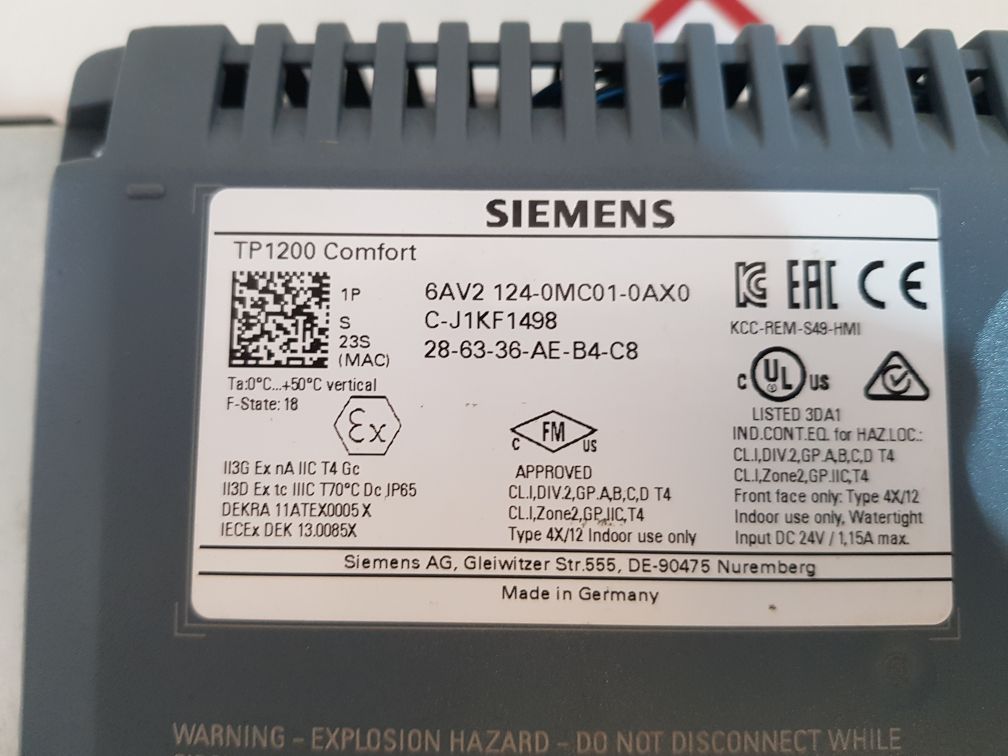 SIEMENS
TP1200 Comfort
1P 6AV2 124-0MC01-0AX0
S C-J1KF1498
23S
(MAC) 28-63-36-AE-B4-C8
Ta:0°C...+50°C vertical
F-State: 18
Ex
II3G Ex nA IIC T4 Gc
II3D Ex tc IIIC T70°C Dc ,IP65
DEKRA 11ATEX0005 X
IECEx DEK 13.0085X
C FM US
APPROVED
CL.I,DIV.2,GP.A,B,C,D T4
CL.I,Zone2,GP.IIC,T4
Type 4X/12 Indoor use only
EAC CE
KCC-REM-S49-HMI
C UL US
LISTED 3DA1
IND.CONT.EQ. for HAZ.LOC.:
CL.I,DIV.2,GP.A,B,C,D T4
CL.I,Zone2,GP.IIC,T4
Front face only: Type 4X/12
Indoor use only, Watertight
Input DC 24V / 1,15A max.
Siemens AG, Gleiwitzer Str.555, DE-90475 Nuremberg
Made in Germany
WARNING - EXPLOSION HAZARD - DO NOT DISCONNECT WHILE